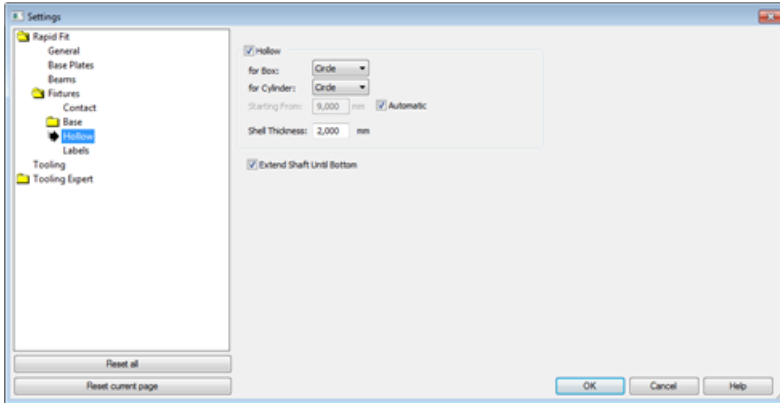 Settings
Rapid Fit
General
Base Plates
Beams
Fixtures
Contact
Base
Hollow
Labels
Tooling
Tooling Expert
Hollow
for Box: Circle
for Cylinder: Circle
Starting From: 9,000 mm Automatic
Shell Thickness: 2,000 mm
Extend Shaft Until Bottom
Reset all
Reset current page
OK Cancel Help